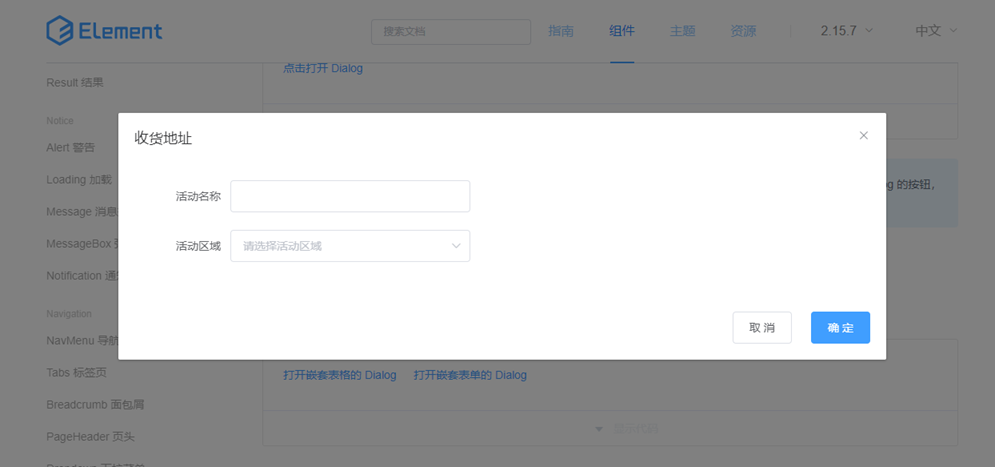 Element
搜索文档
指南
组件
主题
资源
2.15.7
中文
Result 结果
点击打开 Dialog
Notice
Alert 警告
Loading 加载
Message 消息
MessageBox
Notification 通
Navigation
NavMenu 导航
Tabs 标签页
Breadcrumb 面包屑
PageHeader 页头
收货地址
活动名称
活动区域
请选择活动区域
取消
确定
og 的按钮,
打开嵌套表格的 Dialog
打开嵌套表单的 Dialog